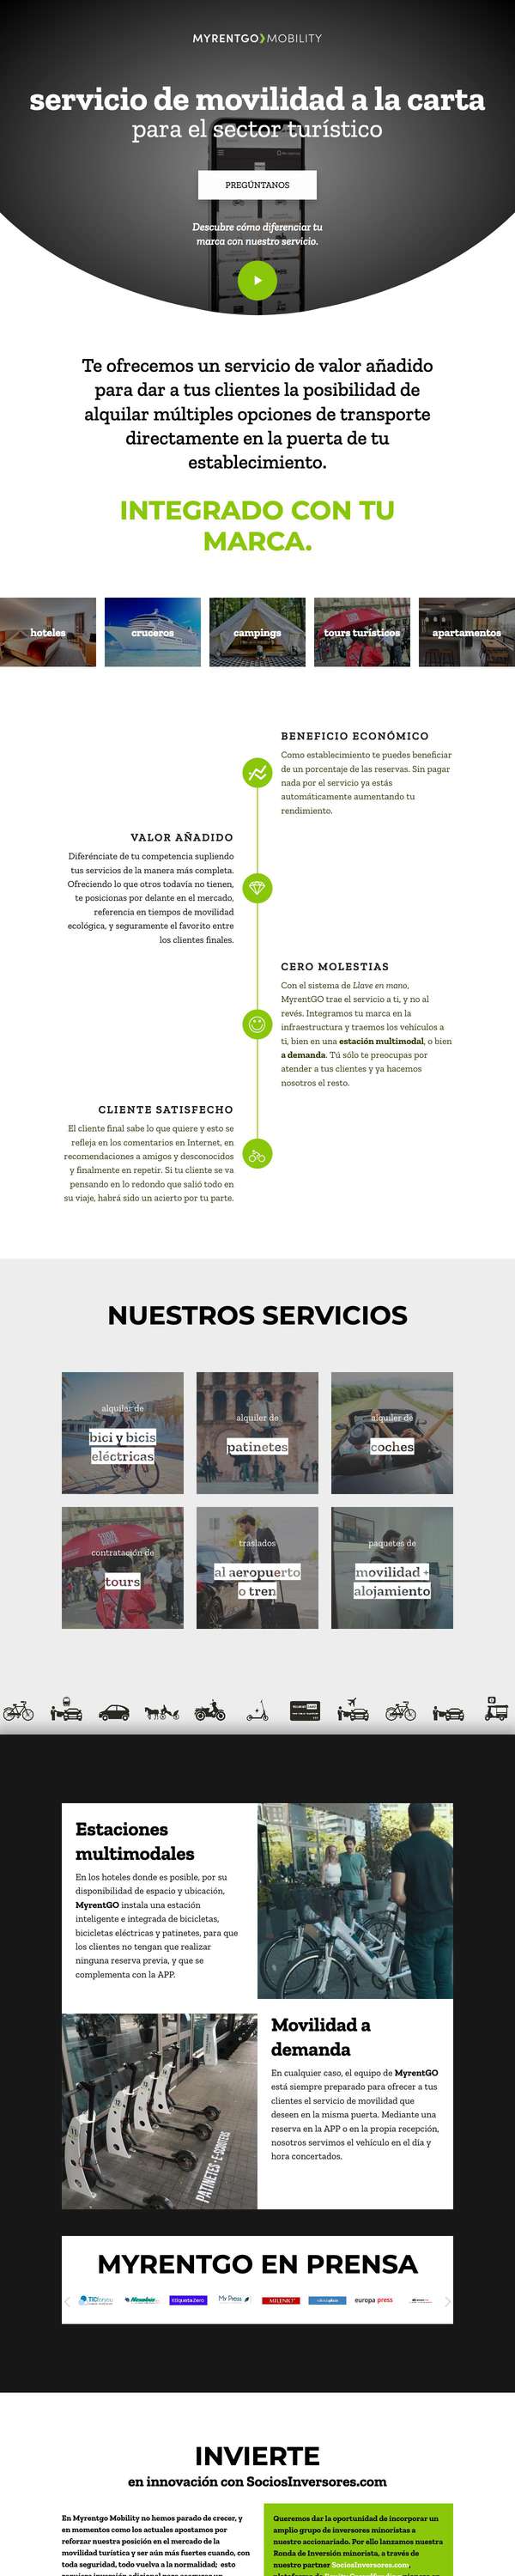 MYRENTGO❯MOBILITY
servicio de movilidad a la carta
para el sector turístico
PREGÚNTANOS
Descubre cómo diferenciar tu
marca con nuestro servicio.
Te ofrecemos un servicio de valor añadido
para dar a tus clientes la posibilidad de
alquilar múltiples opciones de transporte
directamente en la puerta de tu
establecimiento.
INTEGRADO CON TU
MARCA.
hoteles
cruceros
campings
tours turísticos
apartamentos
BENEFICIO ECONÓMICO
Como establecimiento te puedes beneficiar
de un porcentaje de las reservas. Sin pagar
nada por el servicio ya estás
automáticamente aumentando tu
rendimiento.
VALOR AÑADIDO
Diferénciate de tu competencia supliendo
tus servicios de la manera más completa.
Ofreciendo lo que otros todavía no tienen,
te posicionas por delante en el mercado,
referencia en tiempos de movilidad
ecológica, y seguramente el favorito entre
los clientes finales.
CERO MOLESTIAS
Con el sistema de Llave en mano,
MyrentGO trae el servicio a ti, y no al
revés. Integramos tu marca en la
infraestructura y traemos los vehículos a
ti, bien en una estación multimodal, o bien
a demanda. Tú sólo te preocupas por
atender a tus clientes y ya hacemos
nosotros el resto.
CLIENTE SATISFECHO
El cliente final sabe lo que quiere y esto se
refleja en los comentarios en Internet, en
recomendaciones a amigos y desconocidos
y finalmente en repetir. Si tu cliente se va
pensando en lo redondo que salió todo en
su viaje, habrá sido un acierto por tu parte.
NUESTROS SERVICIOS
alquiler de
bici y bicis
eléctricas
alquiler de
patinetes
alquiler de
coches
contratación de
tours
traslados
al aeropuerto
o tren
paquetes de
movilidad +
alojamiento
Estaciones
multimodales
En los hoteles donde es posible, por su
disponibilidad de espacio y ubicación,
MyrentGO instala una estación
inteligente e integrada de bicicletas,
bicicletas eléctricas y patinetes, para que
los clientes no tengan que realizar
ninguna reserva previa, y que se
complementa con la APP.
PATINETES · E-SCOOTERS
Movilidad a
demanda
En cualquier caso, el equipo de MyrentGO
está siempre preparado para ofrecer a tus
clientes el servicio de movilidad que
deseen en la misma puerta. Mediante una
reserva en la APP o en la propia recepción,
nosotros servimos el vehículo en el día y
hora concertados.
MYRENTGO EN PRENSA
EtiquetaZero
Mr Press
europa press
INVIERTE
en innovación con SociosInversores.com
En Myrentgo Mobility no hemos parado de crecer, y
en momentos como los actuales apostamos por
reforzar nuestra posición en el mercado de la
movilidad turística y ser aún más fuertes cuando, con
toda seguridad, todo vuelva a la normalidad; esto
Queremos dar la oportunidad de incorporar un
amplio grupo de inversores minoristas a
nuestro accionariado. Por ello lanzamos nuestra
Ronda de Inversión minorista, a través de
nuestro partner SociosInversores.com,